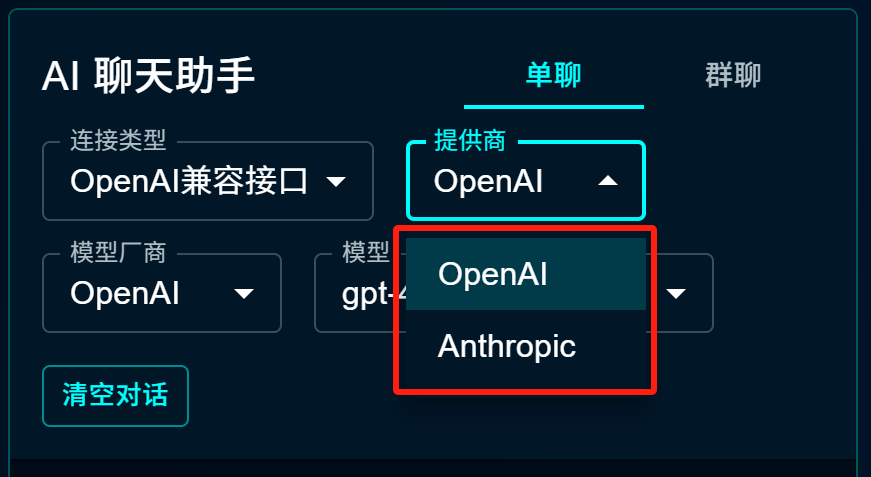 AI 聊天助手
单聊
群聊
连接类型
OpenAI兼容接口
提供商
OpenAI
模型厂商
OpenAI
模型
gpt-4
OpenAI
Anthropic
清空对话